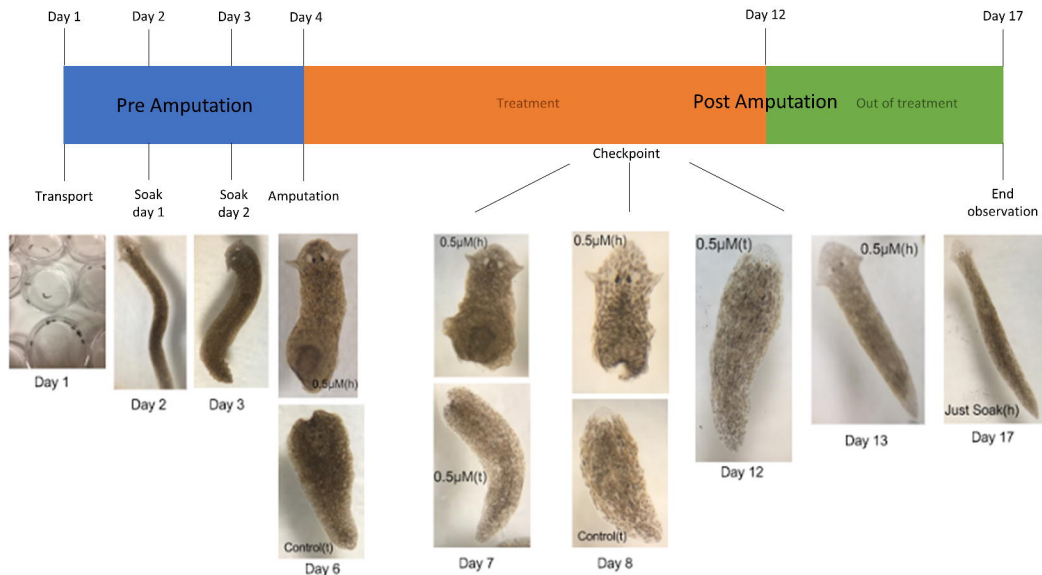 Day 1
Day 2
Day 3
Day 4
Day 12
Day 17
Pre Amputation
Treatment
Post Amputation
Out of treatment
Checkpoint
Transport
Soak
day 1
Soak
day 2
Amputation
End
observation
0.5µM(h)
0.5µM(h)
0.5µM(h)
0.5µM(t)
0.5µM(h)
Day 1
Day 2
Day 3
0.5µM(t)
Control(t)
Control(t)
Just Soak(h)
Day 12
Day 13
Day 17
Day 6
Day 7
Day 8